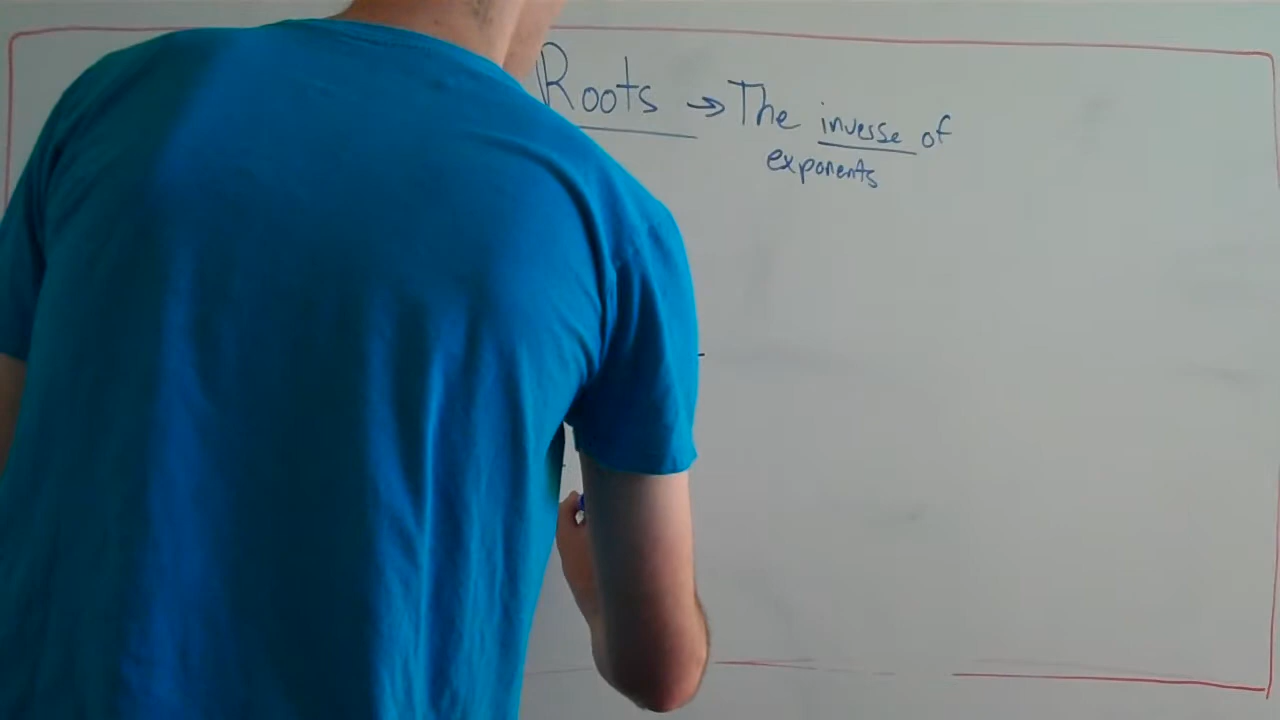 Roots → The inverse of
exponents